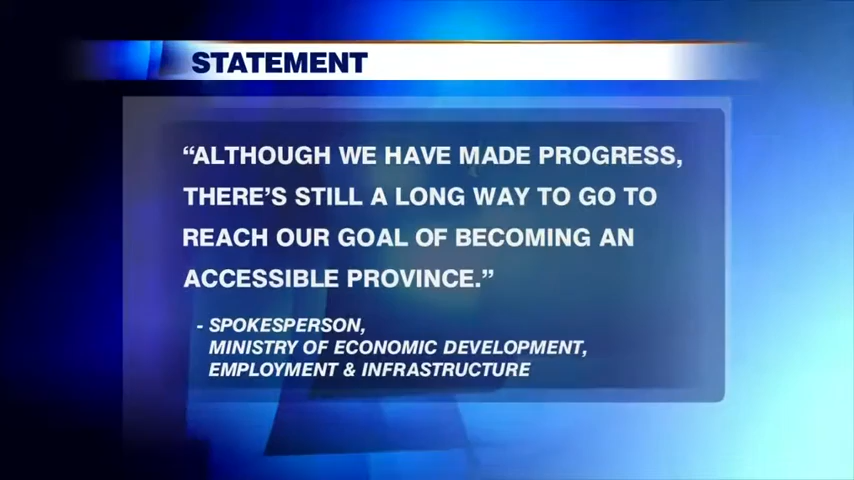 STATEMENT
“ALTHOUGH WE HAVE MADE PROGRESS,
THERE’S STILL A LONG WAY TO GO TO
REACH OUR GOAL OF BECOMING AN
ACCESSIBLE PROVINCE.”
- SPOKESPERSON,
MINISTRY OF ECONOMIC DEVELOPMENT,
EMPLOYMENT & INFRASTRUCTURE